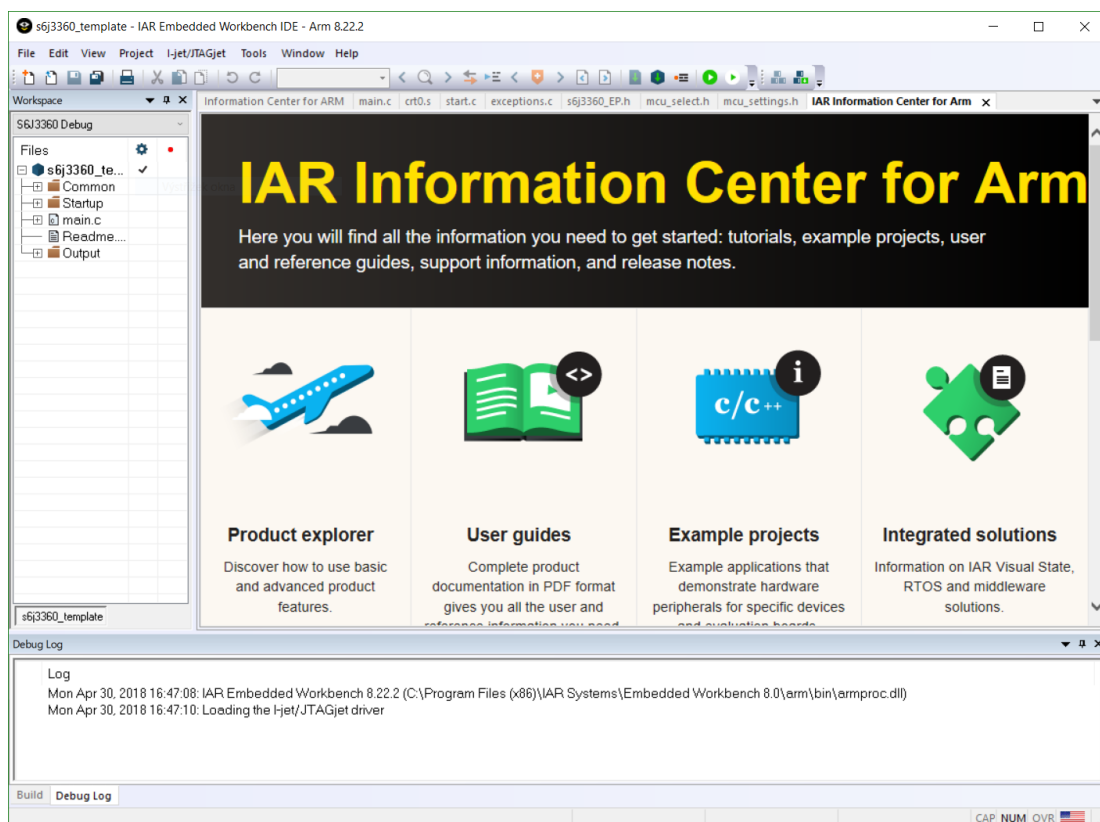 s6j3360_template - IAR Embedded Workbench IDE - Arm 8.22.2
File Edit View Project I-jet/JTAGjet Tools Window Help
Workspace
Information Center for ARM main.c crt0.s start.c exceptions.c s6j3360_EP.h mcu_select.h mcu_settings.h IAR Information Center for Arm
S6J3360 Debug
Files
s6j3360_te...
Common
Startup
main.c
Readme....
Output
s6j3360_template
IAR Information Center for Arm
Here you will find all the information you need to get started: tutorials, example projects, user
and reference guides, support information, and release notes.
<>
i
c/c++
Product explorer
Discover how to use basic
and advanced product
features.
User guides
Complete product
documentation in PDF format
gives you all the user and
reference information you need
Example projects
Example applications that
demonstrate hardware
peripherals for specific devices
and evaluation boards
Integrated solutions
Information on IAR Visual State,
RTOS and middleware
solutions.
Debug Log
Log
Mon Apr 30, 2018 16:47:08: IAR Embedded Workbench 8.22.2 (C:\Program Files (x86)\IAR Systems\Embedded Workbench 8.0\arm\bin\armproc.dll)
Mon Apr 30, 2018 16:47:10: Loading the I-jet/JTAGjet driver
Build Debug Log
CAP NUM OVR